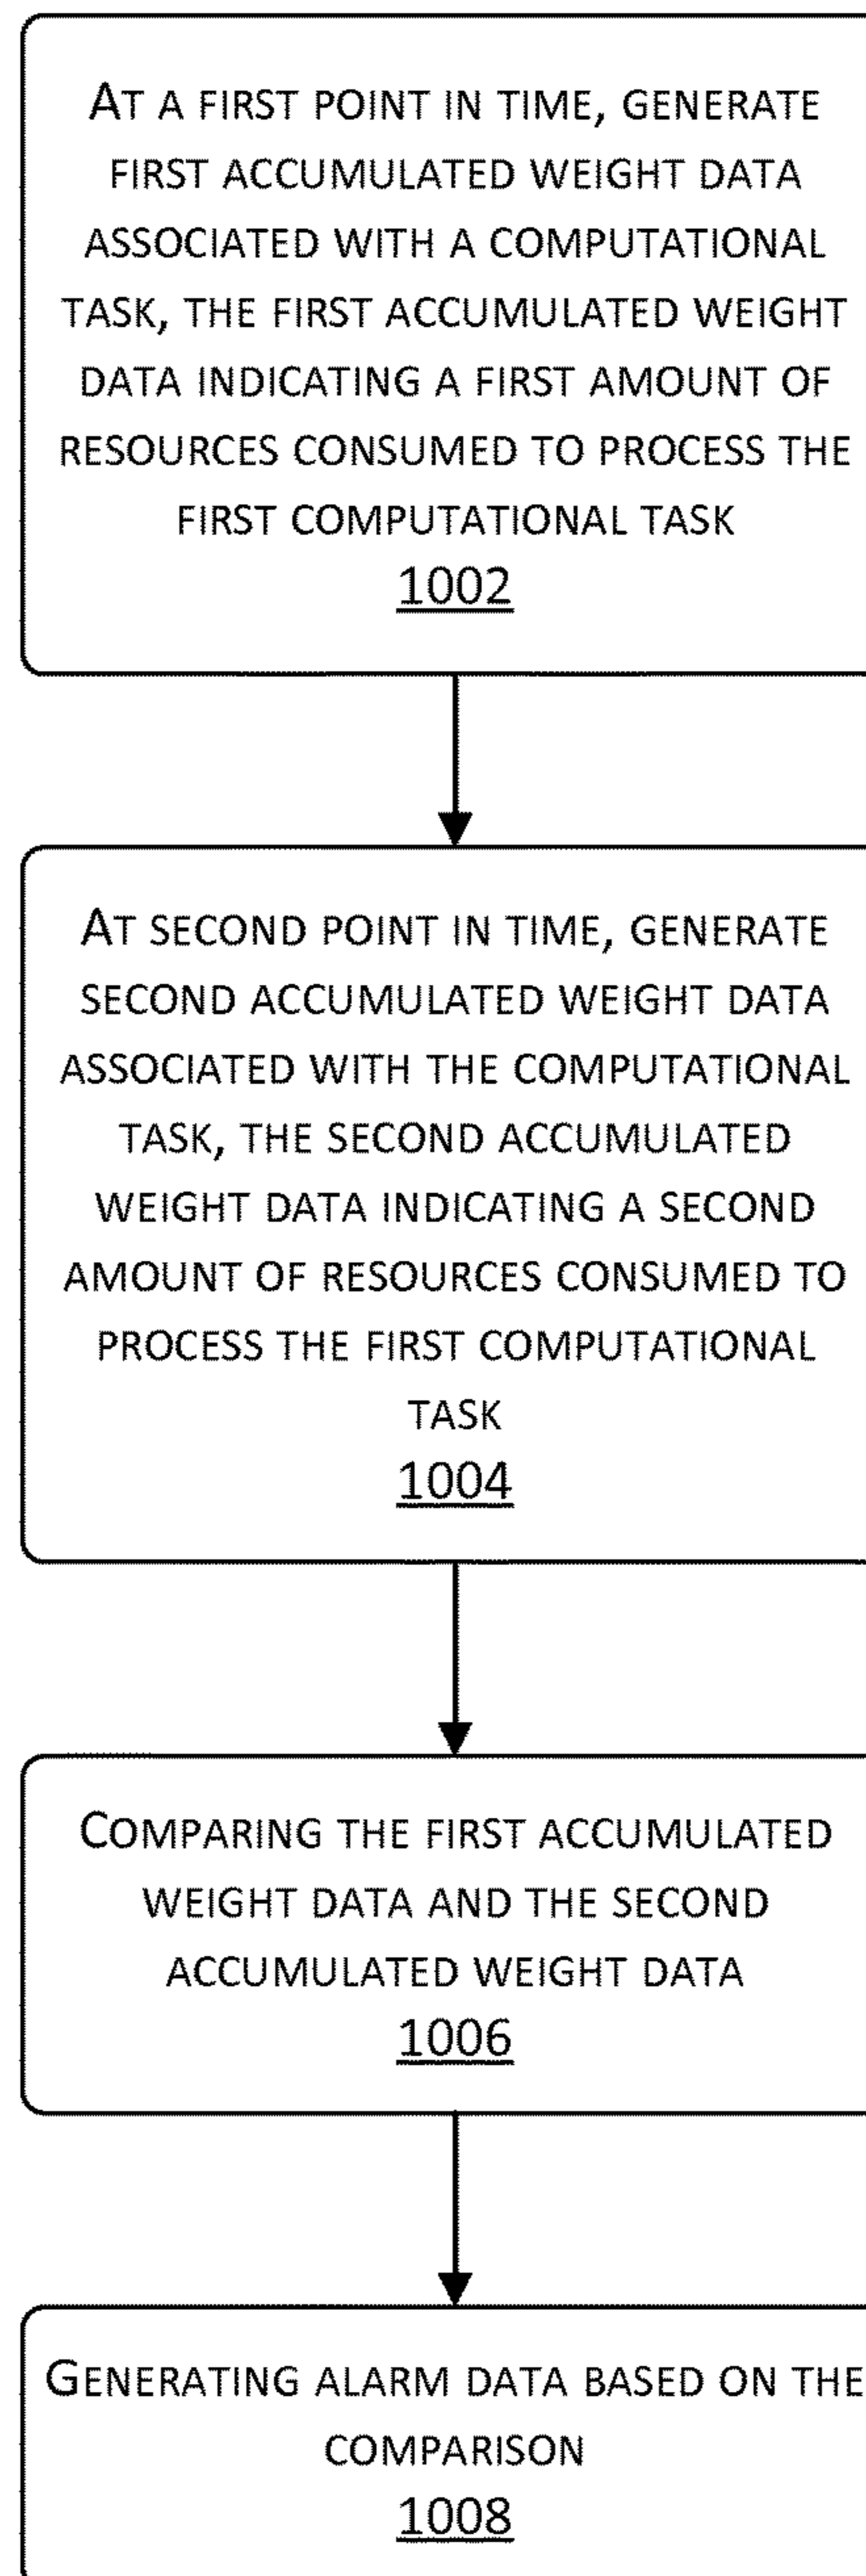 AT A FIRST POINT IN TIME, GENERATE
FIRST ACCUMULATED WEIGHT DATA
ASSOCIATED WITH A COMPUTATIONAL
TASK, THE FIRST ACCUMULATED WEIGHT
DATA INDICATING A FIRST AMOUNT OF
RESOURCES CONSUMED TO PROCESS THE
FIRST COMPUTATIONAL TASK
1002
AT SECOND POINT IN TIME, GENERATE
SECOND ACCUMULATED WEIGHT DATA
ASSOCIATED WITH THE COMPUTATIONAL
TASK, THE SECOND ACCUMULATED
WEIGHT DATA INDICATING A SECOND
AMOUNT OF RESOURCES CONSUMED TO
PROCESS THE FIRST COMPUTATIONAL
TASK
1004
COMPARING THE FIRST ACCUMULATED
WEIGHT DATA AND THE SECOND
ACCUMULATED WEIGHT DATA
1006
GENERATING ALARM DATA BASED ON THE
COMPARISON
1008